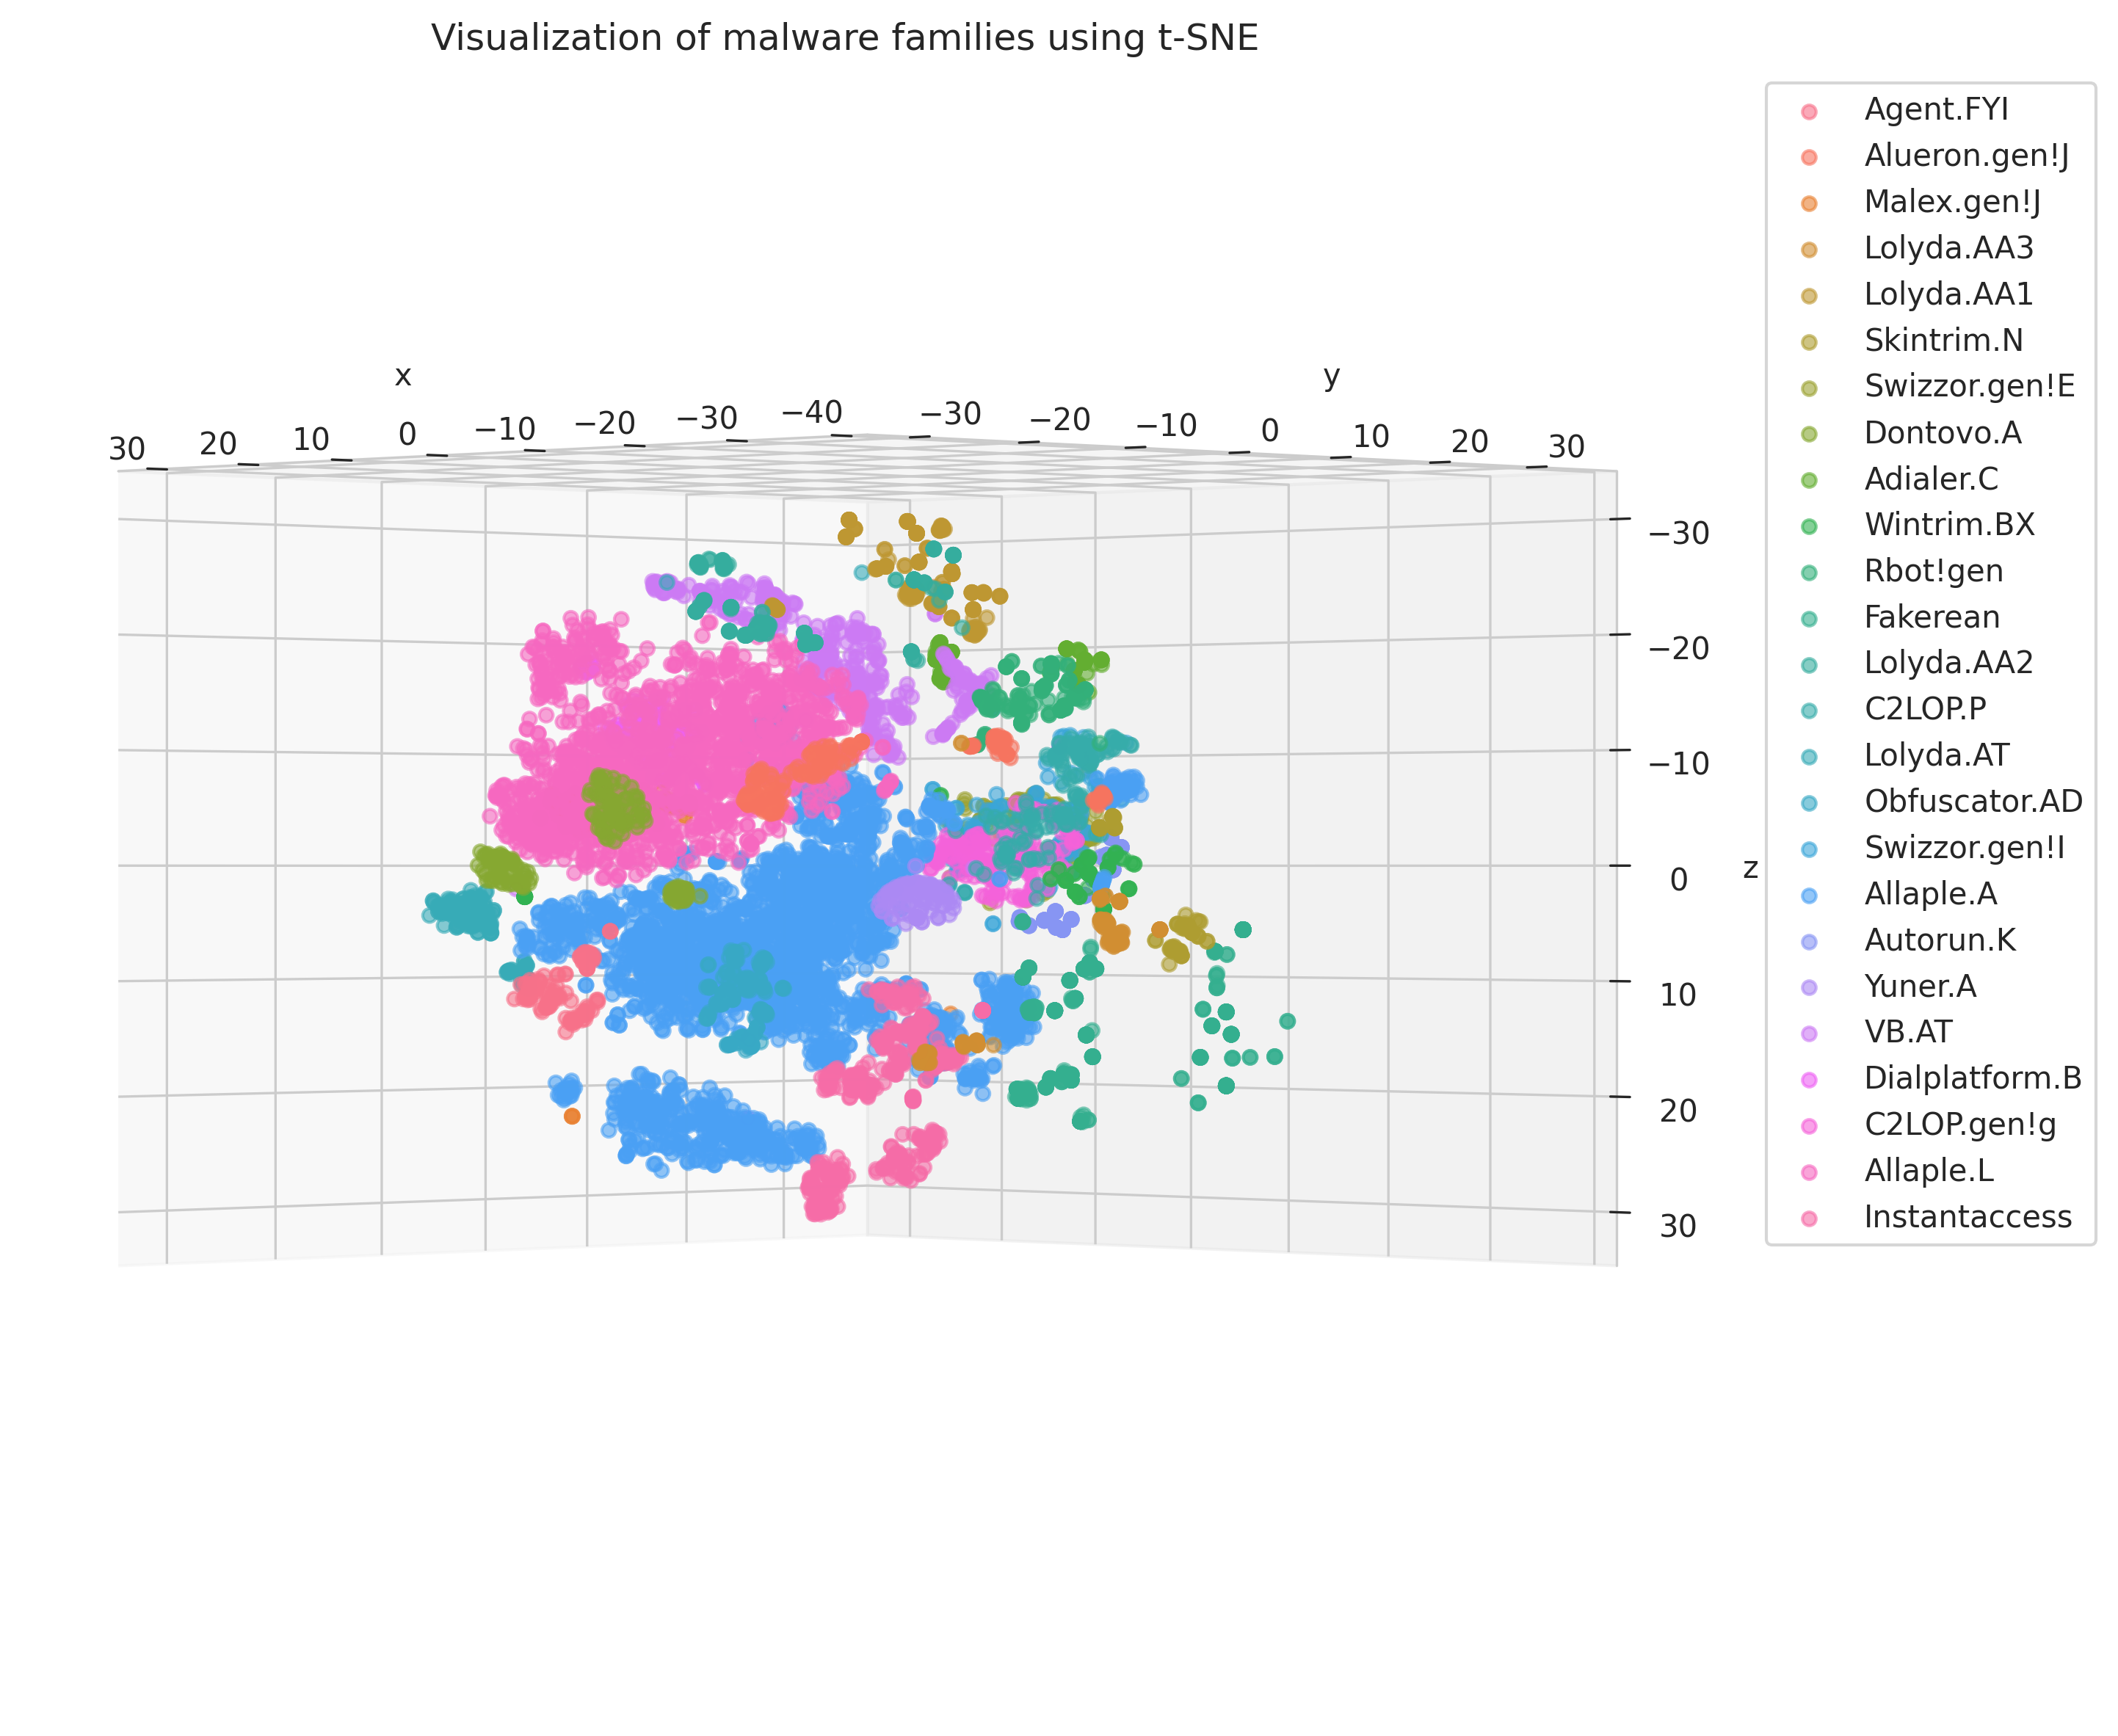 Visualization of malware families using t-SNE
x
y
30 20 10 0 −10 −20 −30 −40
−30 −20 −10 0 10 20 30
−30
−20
−10
0
z
10
20
30
Agent.FYI
Alueron.gen!J
Malex.gen!J
Lolyda.AA3
Lolyda.AA1
Skintrim.N
Swizzor.gen!E
Dontovo.A
Adialer.C
Wintrim.BX
Rbot!gen
Fakerean
Lolyda.AA2
C2LOP.P
Lolyda.AT
Obfuscator.AD
Swizzor.gen!I
Allaple.A
Autorun.K
Yuner.A
VB.AT
Dialplatform.B
C2LOP.gen!g
Allaple.L
Instantaccess